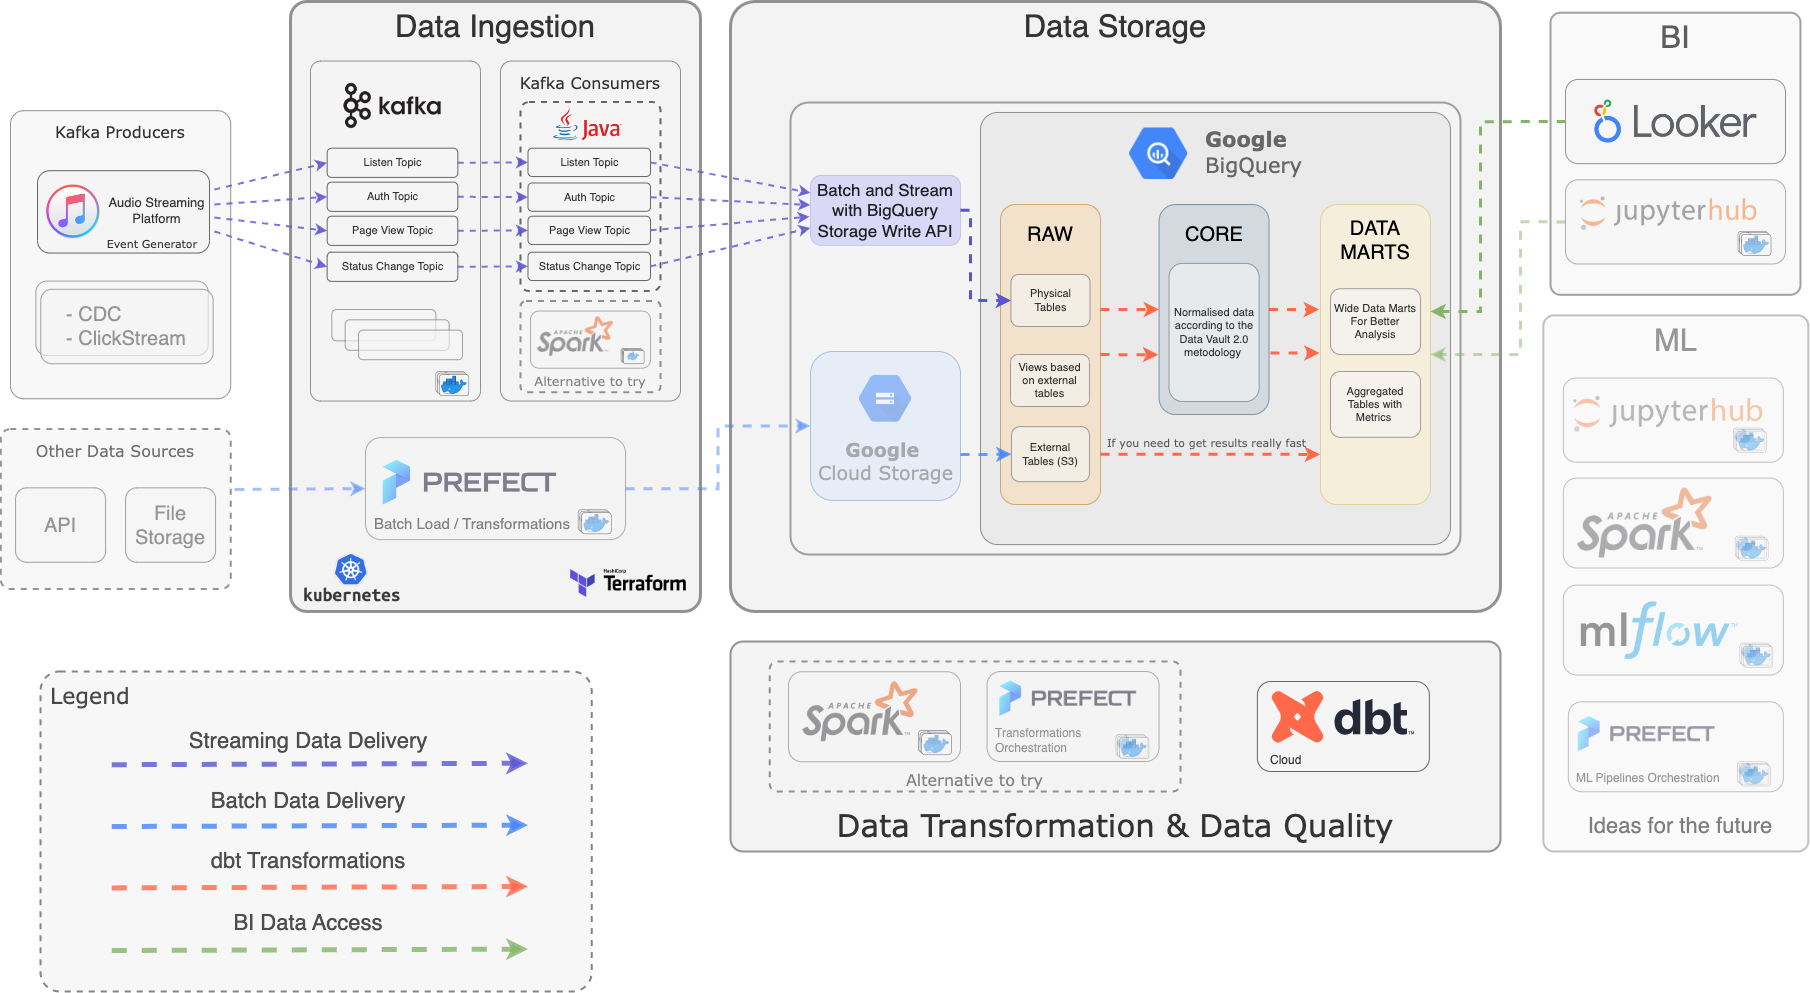 Data Ingestion
Data Storage
BI
Kafka Producers
Audio Streaming
Platform
Event Generator
- CDC
- ClickStream
Other Data Sources
API
File
Storage
kafka
Listen Topic
Auth Topic
Page View Topic
Status Change Topic
Kafka Consumers
Java
Listen Topic
Auth Topic
Page View Topic
Status Change Topic
APACHE
Spark
Alternative to try
PREFECT
Batch Load / Transformations
kubernetes
HashiCorp
Terraform
Batch and Stream
with BigQuery
Storage Write API
Google
Cloud Storage
Google
BigQuery
RAW
Physical
Tables
Views based
on external
tables
External
Tables (S3)
CORE
Normalised data
according to the
Data Vault 2.0
metodology
If you need to get results really fast
DATA
MARTS
Wide Data Marts
For Better
Analysis
Aggregated
Tables with
Metrics
Looker
jupyterhub
ML
jupyterhub
APACHE
Spark
mlflow
PREFECT
ML Pipelines Orchestration
Ideas for the future
APACHE
Spark
PREFECT
Transformations
Orchestration
Alternative to try
dbt
Cloud
Data Transformation & Data Quality
Legend
Streaming Data Delivery
Batch Data Delivery
dbt Transformations
BI Data Access